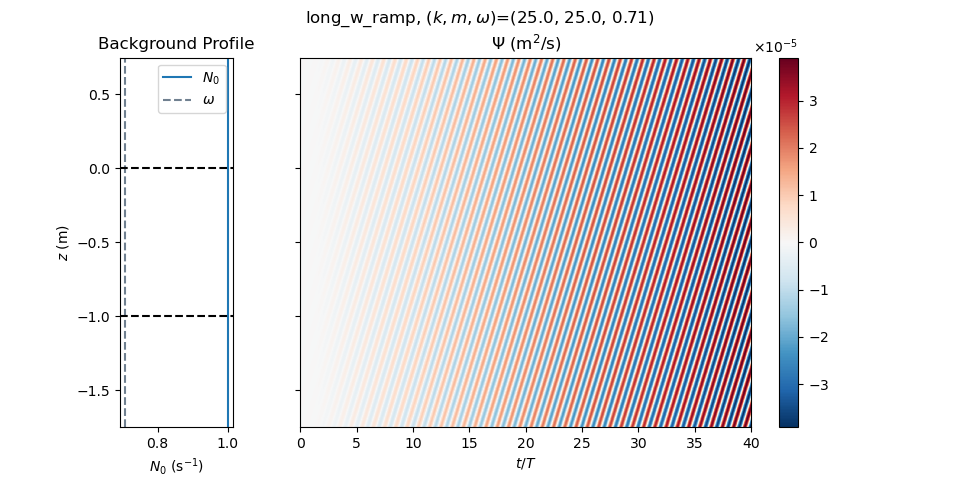 long_w_ramp, (k, m, ω)=(25.0, 25.0, 0.71)
Background Profile
Ψ (m²/s)
×10⁻⁵
N₀
ω
0.5
0.0
−0.5
−1.0
−1.5
z (m)
0.8 1.0
N₀ (s⁻¹)
0 5 10 15 20 25 30 35 40
t/T
3
2
1
0
−1
−2
−3